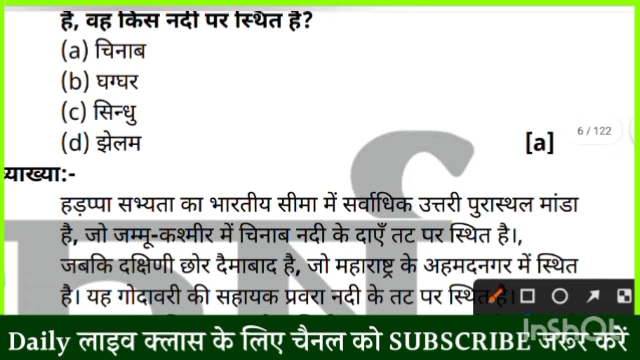 है, वह किस नदी पर स्थित है?
(a) चिनाब
(b) घग्घर
(c) सिन्धु
(d) झेलम [a]
6 / 122
याख्या:-
हड़प्पा सभ्यता का भारतीय सीमा में सर्वाधिक उत्तरी पुरास्थल मांडा
है, जो जम्मू-कश्मीर में चिनाब नदी के दाएँ तट पर स्थित है।,
जबकि दक्षिणी छोर दैमाबाद है, जो महाराष्ट्र के अहमदनगर में स्थित
है। यह गोदावरी की सहायक प्रवरा नदी के तट पर स्थित है।
InShOt
Daily लाइव क्लास के लिए चैनल को SUBSCRIBE जरूर करें